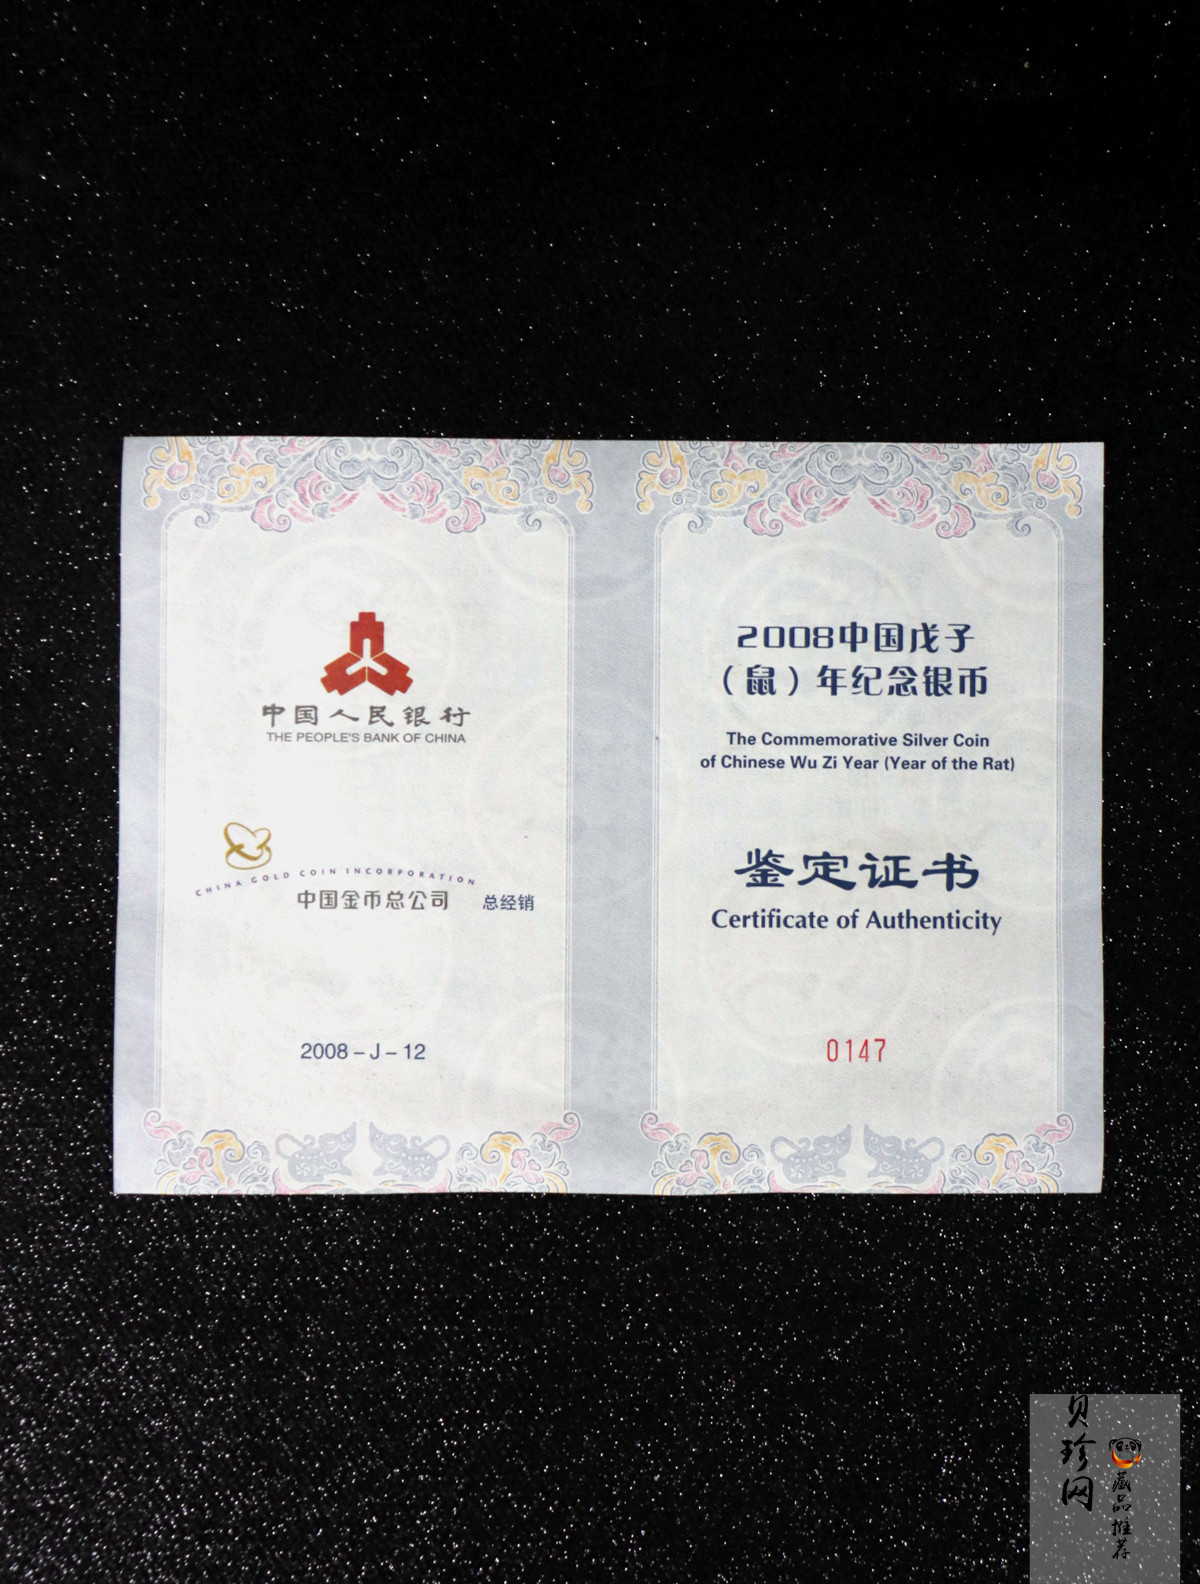 中国人民银行
THE PEOPLE'S BANK OF CHINA
CHINA GOLD COIN INCORPORATION
中国金币总公司 总经销
2008－J－12
2008中国戊子
（鼠）年纪念银币
The Commemorative Silver Coin
of Chinese Wu Zi Year (Year of the Rat)
鉴定证书
Certificate of Authenticity
0147
贝珍网
藏品推荐